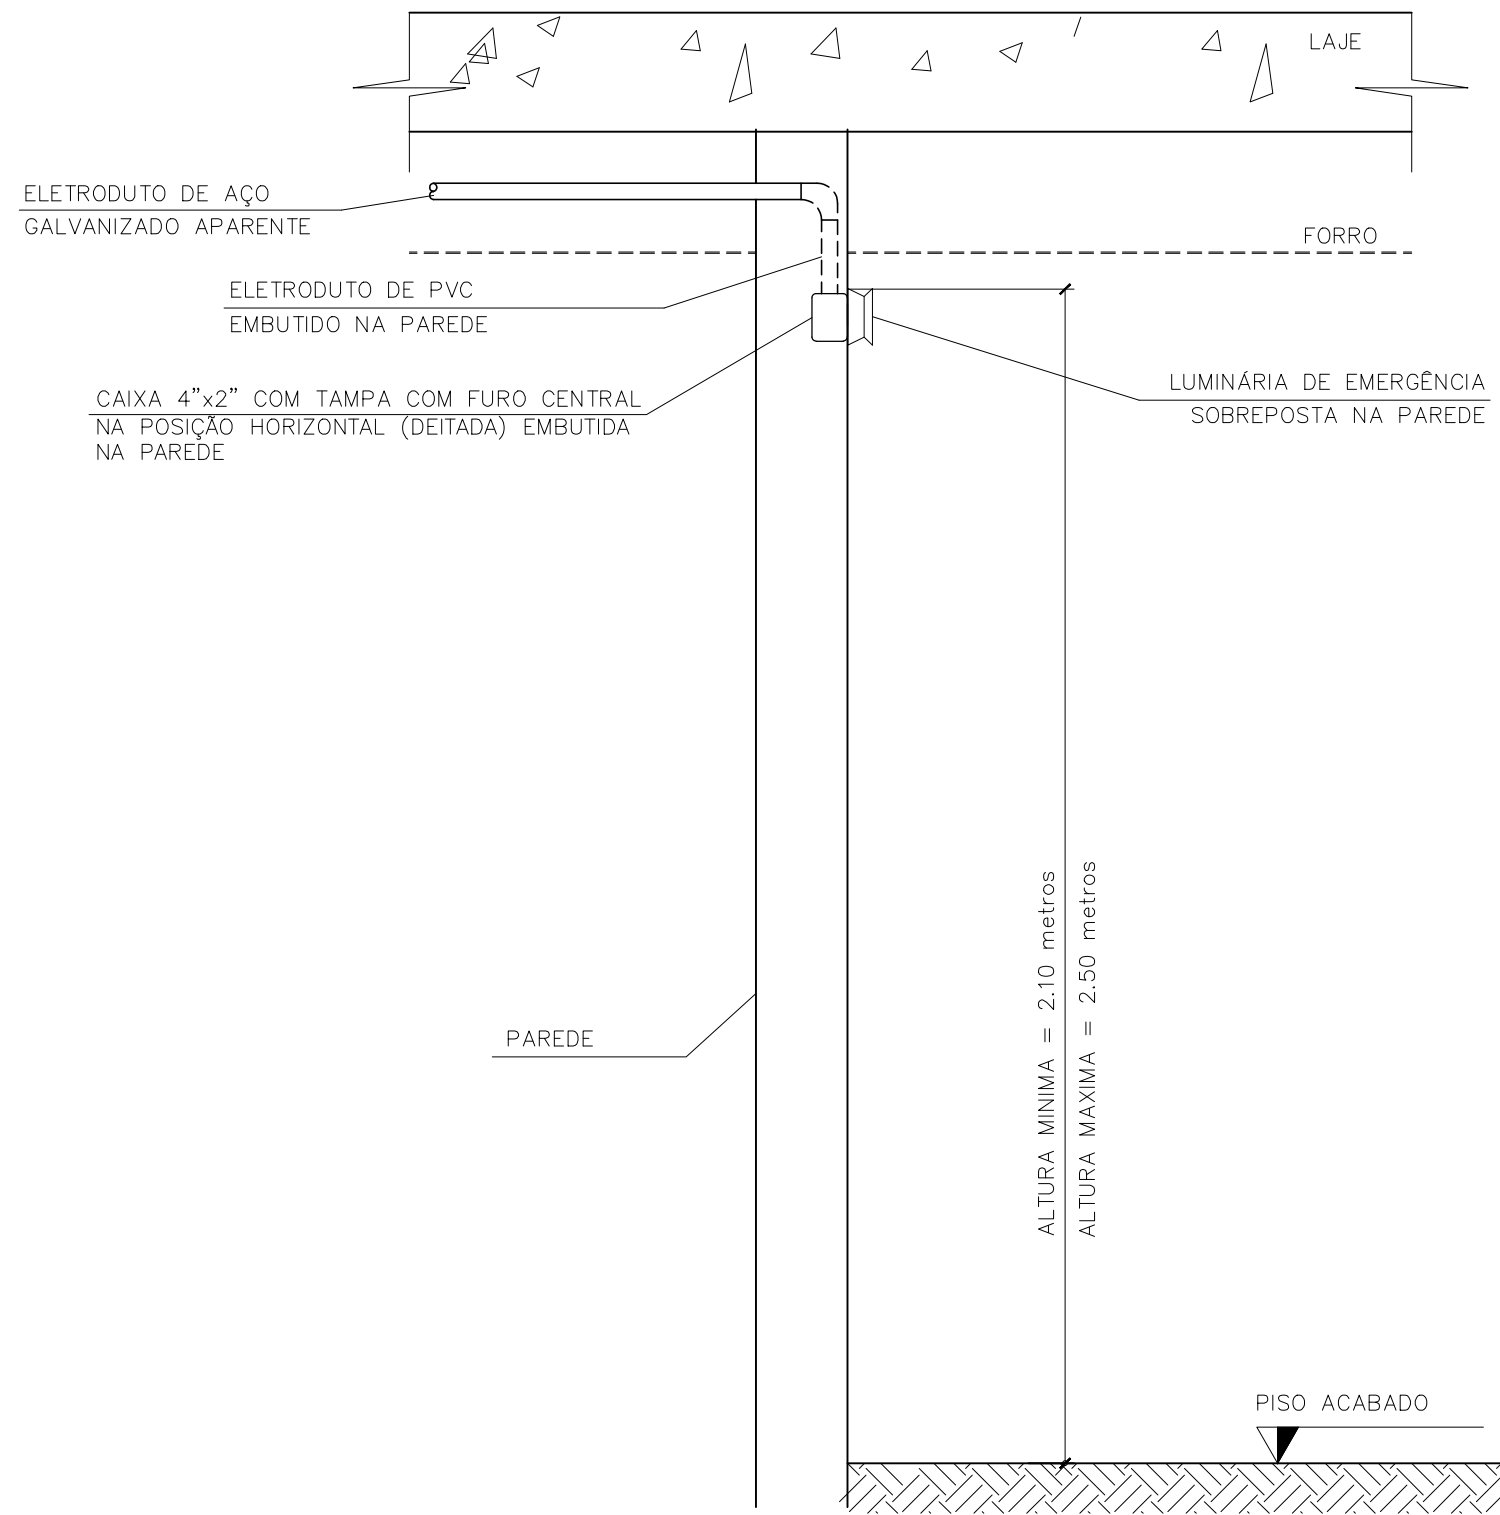 LAJE
ELETRODUTO DE AÇO
GALVANIZADO APARENTE
FORRO
ELETRODUTO DE PVC
EMBUTIDO NA PAREDE
CAIXA 4”x2” COM TAMPA COM FURO CENTRAL
NA POSIÇÃO HORIZONTAL (DEITADA) EMBUTIDA
NA PAREDE
LUMINÁRIA DE EMERGÊNCIA
SOBREPOSTA NA PAREDE
ALTURA MINIMA = 2.10 metros
ALTURA MAXIMA = 2.50 metros
PAREDE
PISO ACABADO